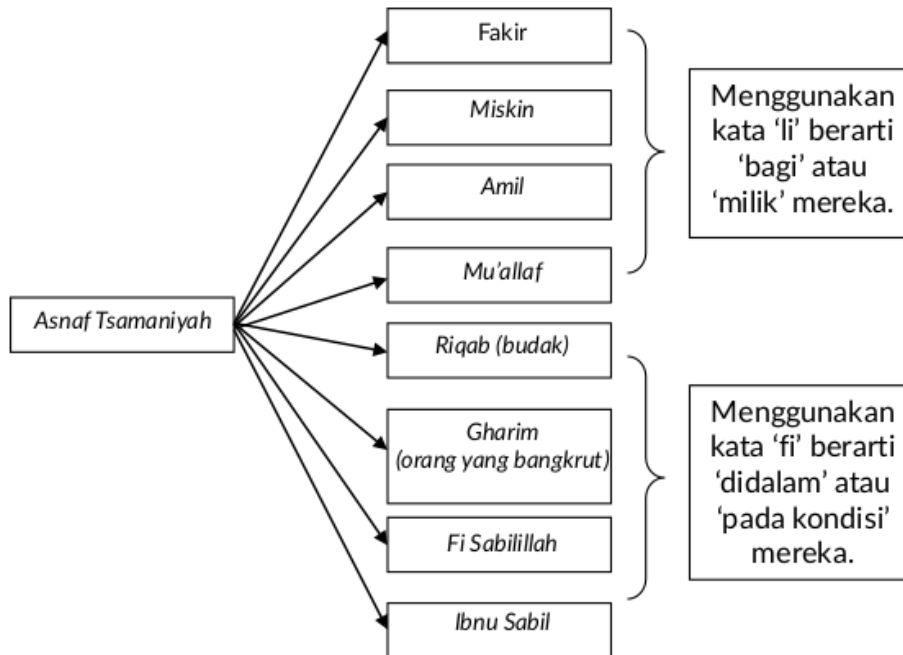 Fakir
Miskin
Amil
Mu’allaf
Asnaf Tsamaniyah
Riqab (budak)
Gharim
(orang yang bangkrut)
Fi Sabilillah
Ibnu Sabil
Menggunakan
kata ‘li’ berarti
‘bagi’ atau
‘milik’ mereka.
Menggunakan
kata ‘fi’ berarti
‘didalam’ atau
‘pada kondisi’
mereka.